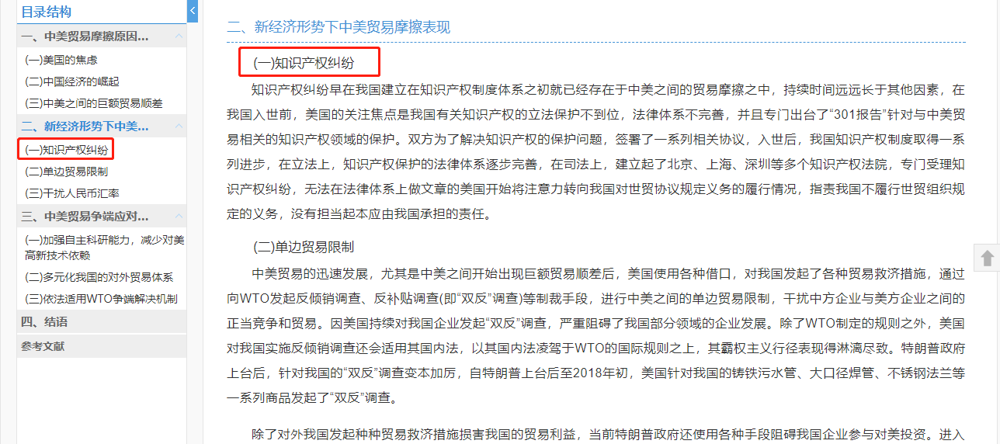 目录结构
一、中美贸易摩擦原因...
(一)美国的焦虑
(二)中国经济的崛起
(三)中美之间的巨额贸易顺差
二、新经济形势下中美...
(一)知识产权纠纷
(二)单边贸易限制
(三)干扰人民币汇率
三、中美贸易争端应对...
(一)加强自主科研能力，减少对美
高新技术依赖
(二)多元化我国的对外贸易体系
(三)依法适用WTO争端解决机制
四、结语
参考文献
二、新经济形势下中美贸易摩擦表现
(一)知识产权纠纷
知识产权纠纷早在我国建立在知识产权制度体系之初就已经存在于中美之间的贸易摩擦之中，持续时间远远长于其他因素，在
我国入世前，美国的关注焦点是我国有关知识产权的立法保护不到位，法律体系不完善，并且专门出台了“301报告”针对与中美贸
易相关的知识产权领域的保护。双方为了解决知识产权的保护问题，签署了一系列相关协议，入世后，我国知识产权制度取得一系
列进步，在立法上，知识产权保护的法律体系逐步完善，在司法上，建立起了北京、上海、深圳等多个知识产权法院，专门受理知
识产权纠纷，无法在法律体系上做文章的美国开始将注意力转向我国对世贸协议规定义务的履行情况，指责我国不履行世贸组织规
定的义务，没有担当起本应由我国承担的责任。
(二)单边贸易限制
中美贸易的迅速发展，尤其是中美之间开始出现巨额贸易顺差后，美国使用各种借口，对我国发起了各种贸易救济措施，通过
向WTO发起反倾销调查、反补贴调查(即“双反”调查)等制裁手段，进行中美之间的单边贸易限制，干扰中方企业与美方企业之间的
正当竞争和贸易。因美国持续对我国企业发起“双反”调查，严重阻碍了我国部分领域的企业发展。除了WTO制定的规则之外，美国
对我国实施反倾销调查还会适用其国内法，以其国内法凌驾于WTO的国际规则之上，其霸权主义行径表现得淋漓尽致。特朗普政府
上台后，针对我国的“双反”调查变本加厉，自特朗普上台后至2018年初，美国针对我国的铸铁污水管、大口径焊管、不锈钢法兰等
一系列商品发起了“双反”调查。
除了对外我国发起种种贸易救济措施损害我国的贸易利益，当前特朗普政府还使用各种手段阻碍我国企业参与对美投资。进入